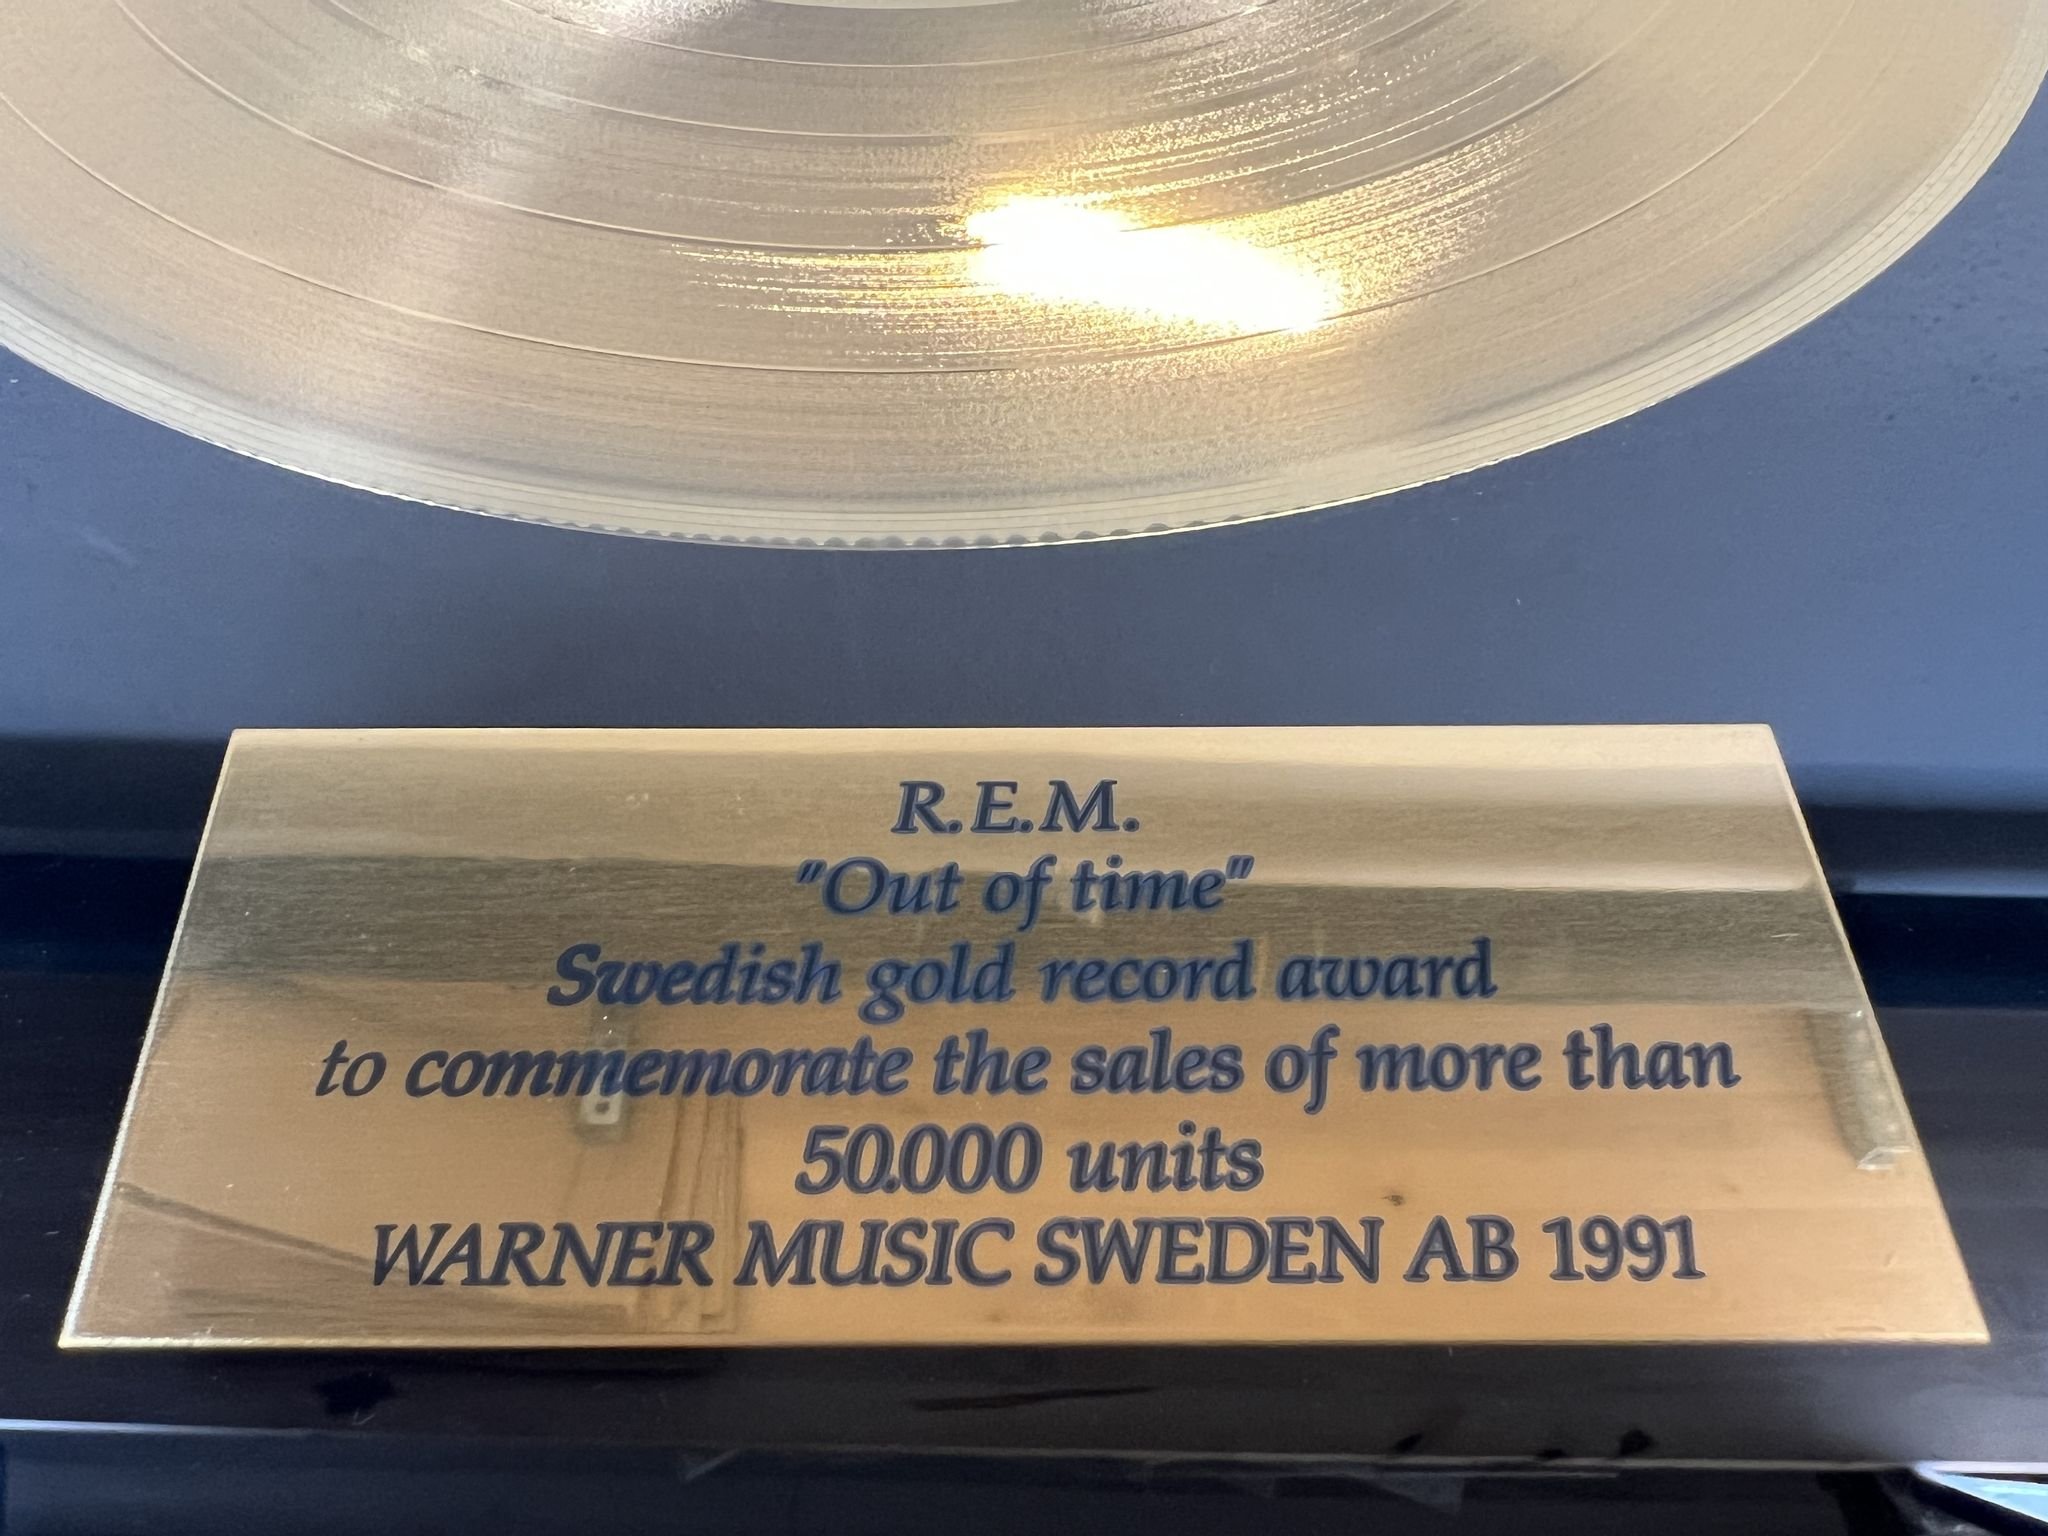 R.E.M.
"Out of time"
Swedish gold record award
to commemorate the sales of more than
50.000 units
WARNER MUSIC SWEDEN AB 1991